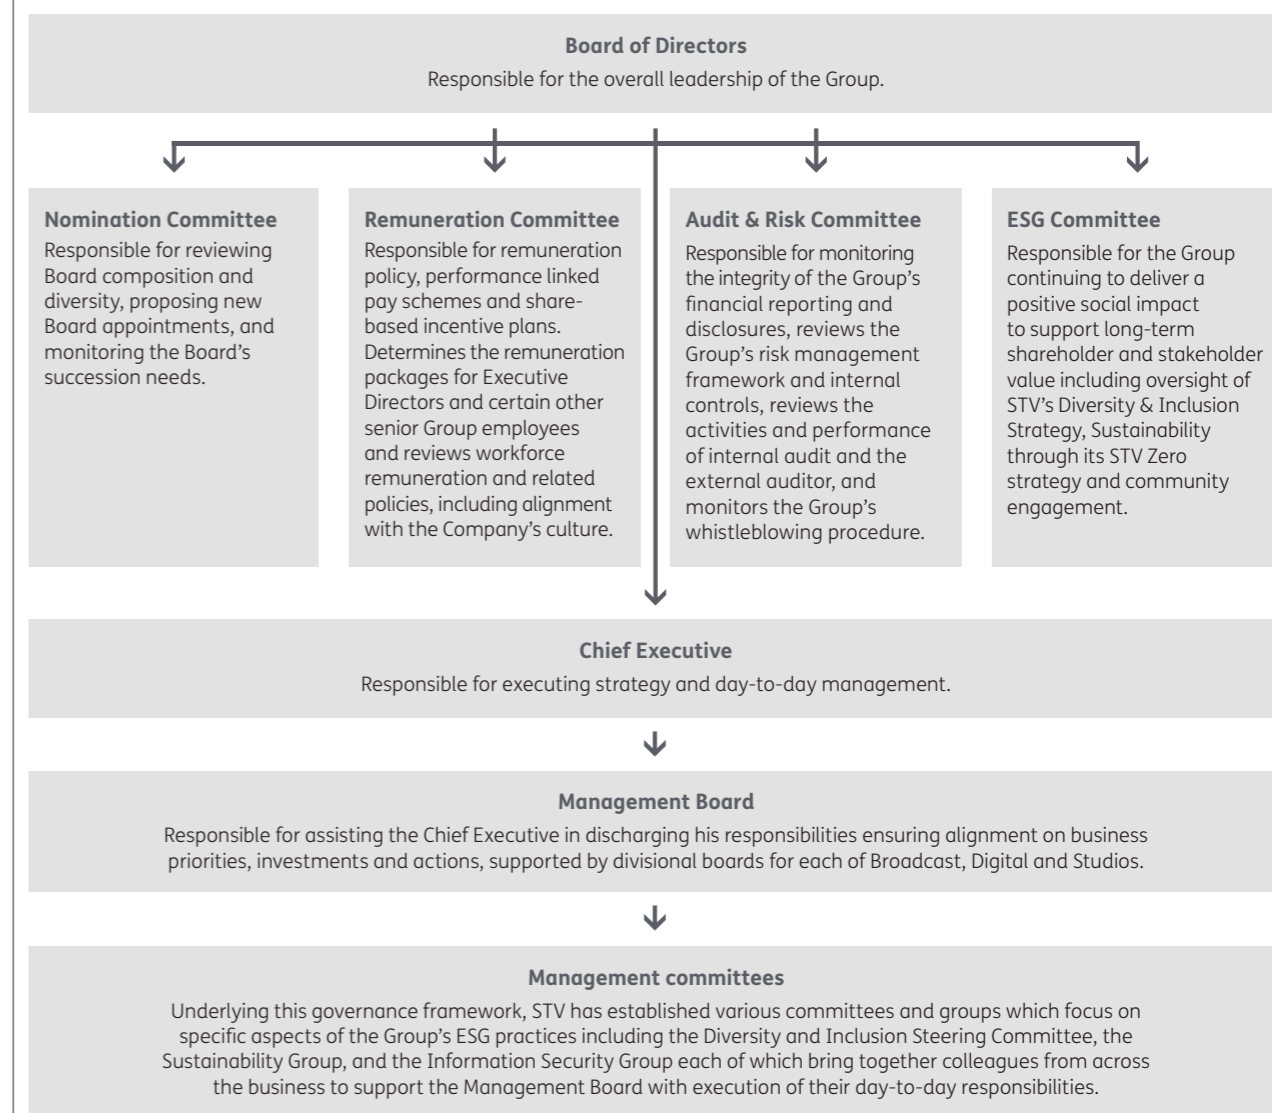 Board of Directors
Responsible for the overall leadership of the Group.
Nomination Committee
Responsible for reviewing
Board composition and
diversity, proposing new
Board appointments, and
monitoring the Board’s
succession needs.
Remuneration Committee
Responsible for remuneration
policy, performance linked
pay schemes and share-
based incentive plans.
Determines the remuneration
packages for Executive
Directors and certain other
senior Group employees
and reviews workforce
remuneration and related
policies, including alignment
with the Company’s culture.
Audit & Risk Committee
Responsible for monitoring
the integrity of the Group’s
financial reporting and
disclosures, reviews the
Group’s risk management
framework and internal
controls, reviews the
activities and performance
of internal audit and the
external auditor, and
monitors the Group’s
whistleblowing procedure.
ESG Committee
Responsible for the Group
continuing to deliver a
positive social impact
to support long-term
shareholder and stakeholder
value including oversight of
STV’s Diversity & Inclusion
Strategy, Sustainability
through its STV Zero
strategy and community
engagement.
Chief Executive
Responsible for executing strategy and day-to-day management.
Management Board
Responsible for assisting the Chief Executive in discharging his responsibilities ensuring alignment on business
priorities, investments and actions, supported by divisional boards for each of Broadcast, Digital and Studios.
Management committees
Underlying this governance framework, STV has established various committees and groups which focus on
specific aspects of the Group’s ESG practices including the Diversity and Inclusion Steering Committee, the
Sustainability Group, and the Information Security Group each of which bring together colleagues from across
the business to support the Management Board with execution of their day-to-day responsibilities.